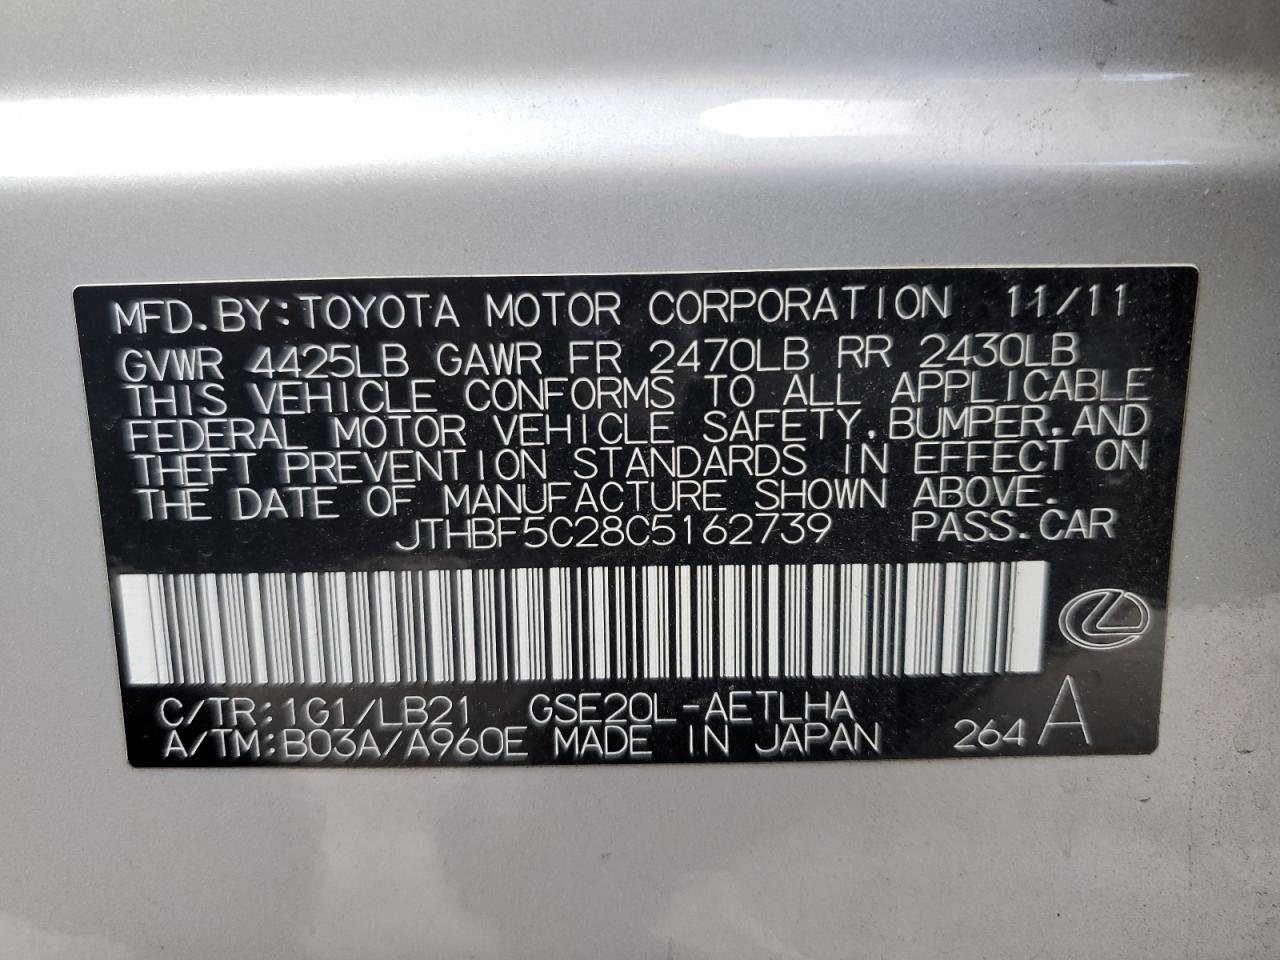 MFD.BY:TOYOTA MOTOR CORPORATION 11/11
GVWR 4425LB GAWR FR 2470LB RR 2430LB
THIS VEHICLE CONFORMS TO ALL APPLICABLE
FEDERAL MOTOR VEHICLE SAFETY,BUMPER,AND
THEFT PREVENTION STANDARDS IN EFFECT ON
THE DATE OF MANUFACTURE SHOWN ABOVE.
JTHBF5C28C5162739 PASS.CAR
C/TR:1G1/LB21 GSE20L-AETLHA
A/TM:B03A/A960E MADE IN JAPAN 264 A